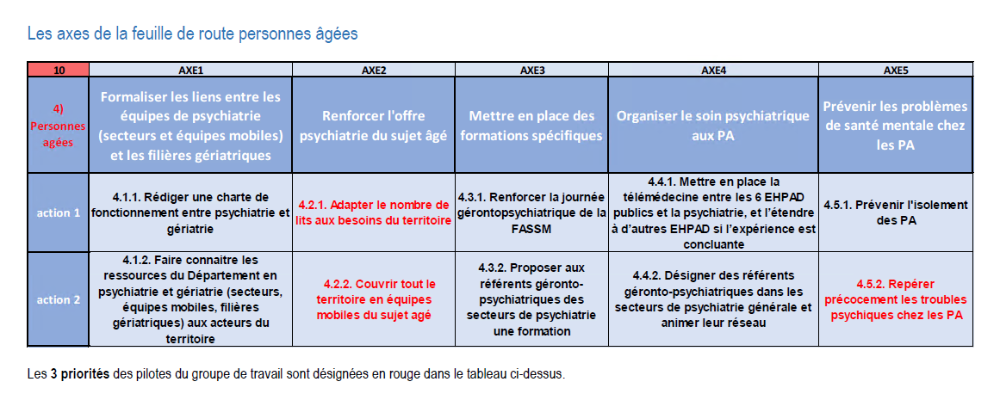 Les axes de la feuille de route personnes âgées
10 AXE1 AXE2 AXE3 AXE4 AXE5
4)
Personnes
agées
Formaliser les liens entre les
équipes de psychiatrie
(secteurs et équipes mobiles)
et les filières gériatriques
Renforcer l'offre
psychiatrie du sujet âgé
Mettre en place des
formations spécifiques
Organiser le soin psychiatrique
aux PA
Prévenir les problèmes
de santé mentale chez
les PA
action 1
4.1.1. Rédiger une charte de
fonctionnement entre psychiatrie et
gériatrie
4.2.1. Adapter le nombre de
lits aux besoins du territoire
4.3.1. Renforcer la journée
gérontopsychiatrique de la
FASSM
4.4.1. Mettre en place la
télémédecine entre les 6 EHPAD
publics et la psychiatrie, et l'étendre
à d'autres EHPAD si l'expérience est
concluante
4.5.1. Prévenir l'isolement
des PA
action 2
4.1.2. Faire connaitre les
ressources du Département en
psychiatrie et gériatrie (secteurs,
équipes mobiles, filières
gériatriques) aux acteurs du
territoire
4.2.2. Couvrir tout le
territoire en équipes
mobiles du sujet agé
4.3.2. Proposer aux
référents géronto-
psychiatriques des
secteurs de psychiatrie
une formation
4.4.2. Désigner des référents
géronto-psychiatriques dans les
secteurs de psychiatrie générale et
animer leur réseau
4.5.2. Repérer
précocement les troubles
psychiques chez les PA
Les 3 priorités des pilotes du groupe de travail sont désignées en rouge dans le tableau ci-dessus.